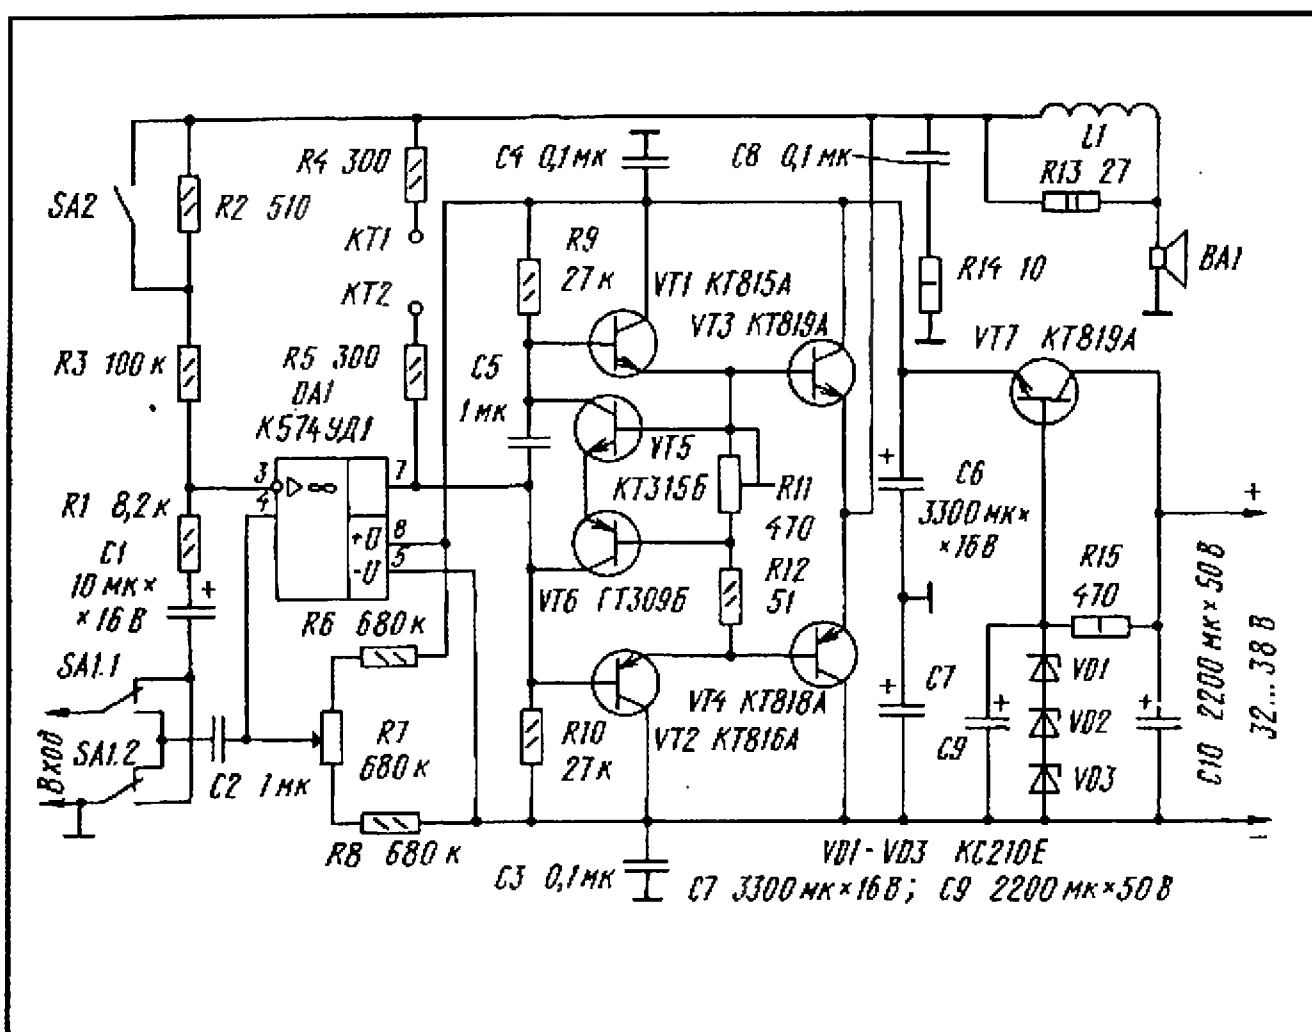 SA2
R2 510
R4 300
КТ1
КТ2
R5 300
R3 100 к
DA1
К574УД1
3
4
▷∞
7
+U
8
-U
5
R1 8,2 к
C1
10 мк×
×16 В
SA1.1
SA1.2
Вход
C2 1 мк
R6 680 к
R7
680 к
R8 680 к
C4 0,1 мк
C8 0,1 мк
L1
R13 27
R14 10
BA1
R9
27 к
VT1 КТ815А
VT3 КТ819А
VT7 КТ819А
C5
1 мк
VT5
КТ315Б
R11
470
VT6 ГТ309Б
R12
51
VT4 КТ818А
VT2 КТ816А
R10
27 к
C3 0,1 мк
+
C6
3300 мк×
×16 В
+
C7
+
C9
R15
470
VD1
VD2
VD3
+
C10 2200 мк×50 В
+
32...38 В
−
VD1-VD3 КС210Е
C7 3300 мк×16 В; C9 2200 мк×50 В